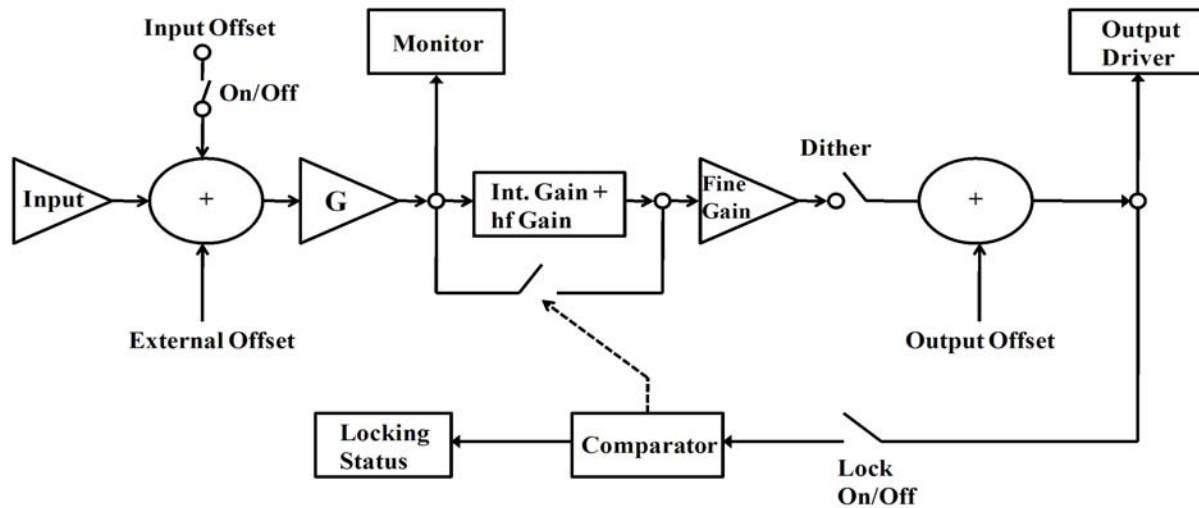 Input Offset
Monitor
Output
Driver
On/Off
Input
+
G
Int. Gain +
hf Gain
Fine
Gain
Dither
+
External Offset
Output Offset
Locking
Status
Comparator
Lock
On/Off